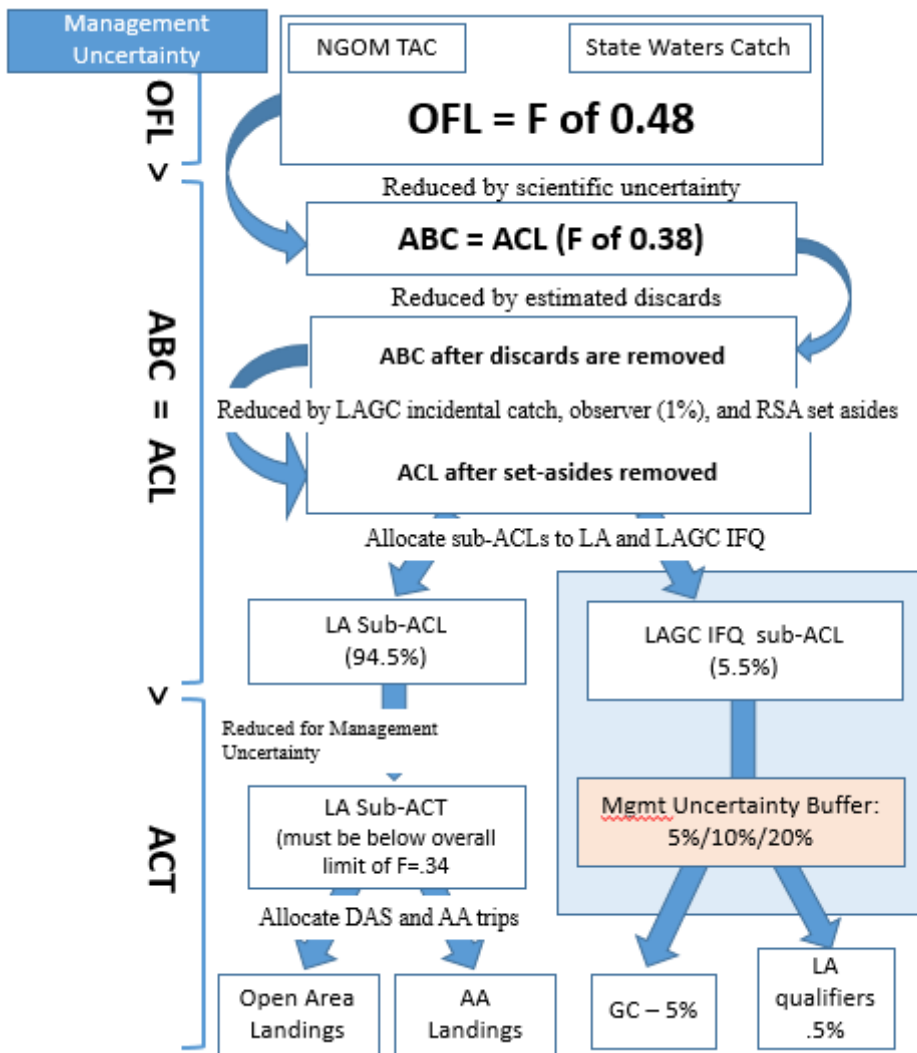 Management
Uncertainty
NGOM TAC
State Waters Catch
OFL = F of 0.48
OFL
>
Reduced by scientific uncertainty
ABC = ACL (F of 0.38)
Reduced by estimated discards
ABC after discards are removed
Reduced by LAGC incidental catch, observer (1%), and RSA set asides
ACL after set-asides removed
ABC = ACL
Allocate sub-ACLs to LA and LAGC IFQ
LA Sub-ACL
(94.5%)
LAGC IFQ sub-ACL
(5.5%)
>
Reduced for Management
Uncertainty
LA Sub-ACT
(must be below overall
limit of F=.34
Mgmt Uncertainty Buffer:
5%/10%/20%
ACT
Allocate DAS and AA trips
Open Area
Landings
AA
Landings
GC – 5%
LA
qualifiers
.5%